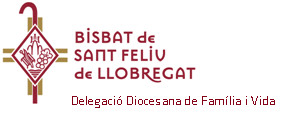 BISBAT de
SANT FELIU
de LLOBREGAT
Delegació Diocesana de Família i Vida